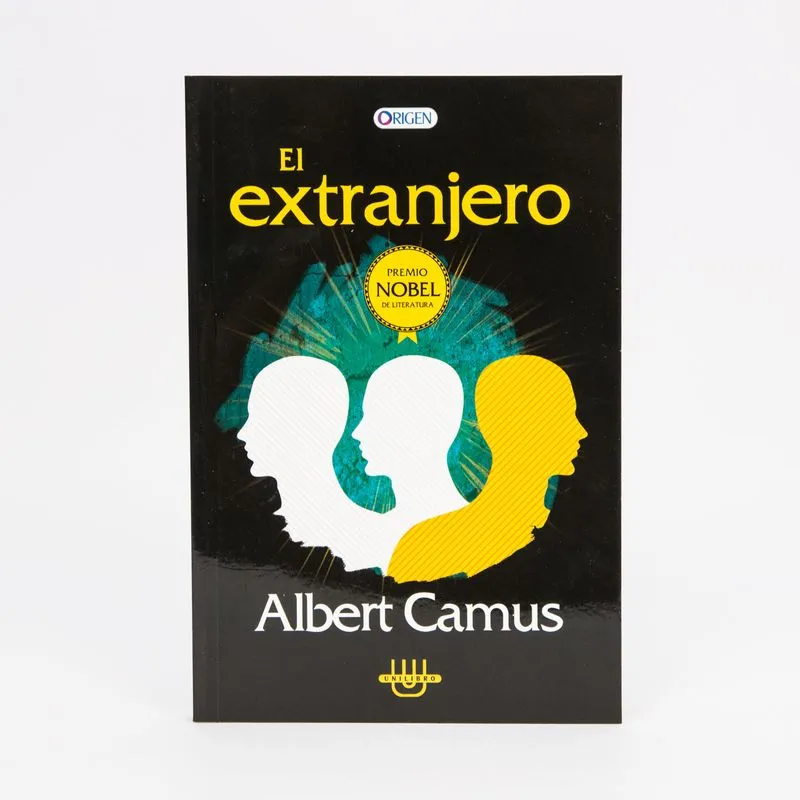 ORIGEN
El
extranjero
PREMIO
NOBEL
DE LITERATURA
Albert Camus
UNILIBRO